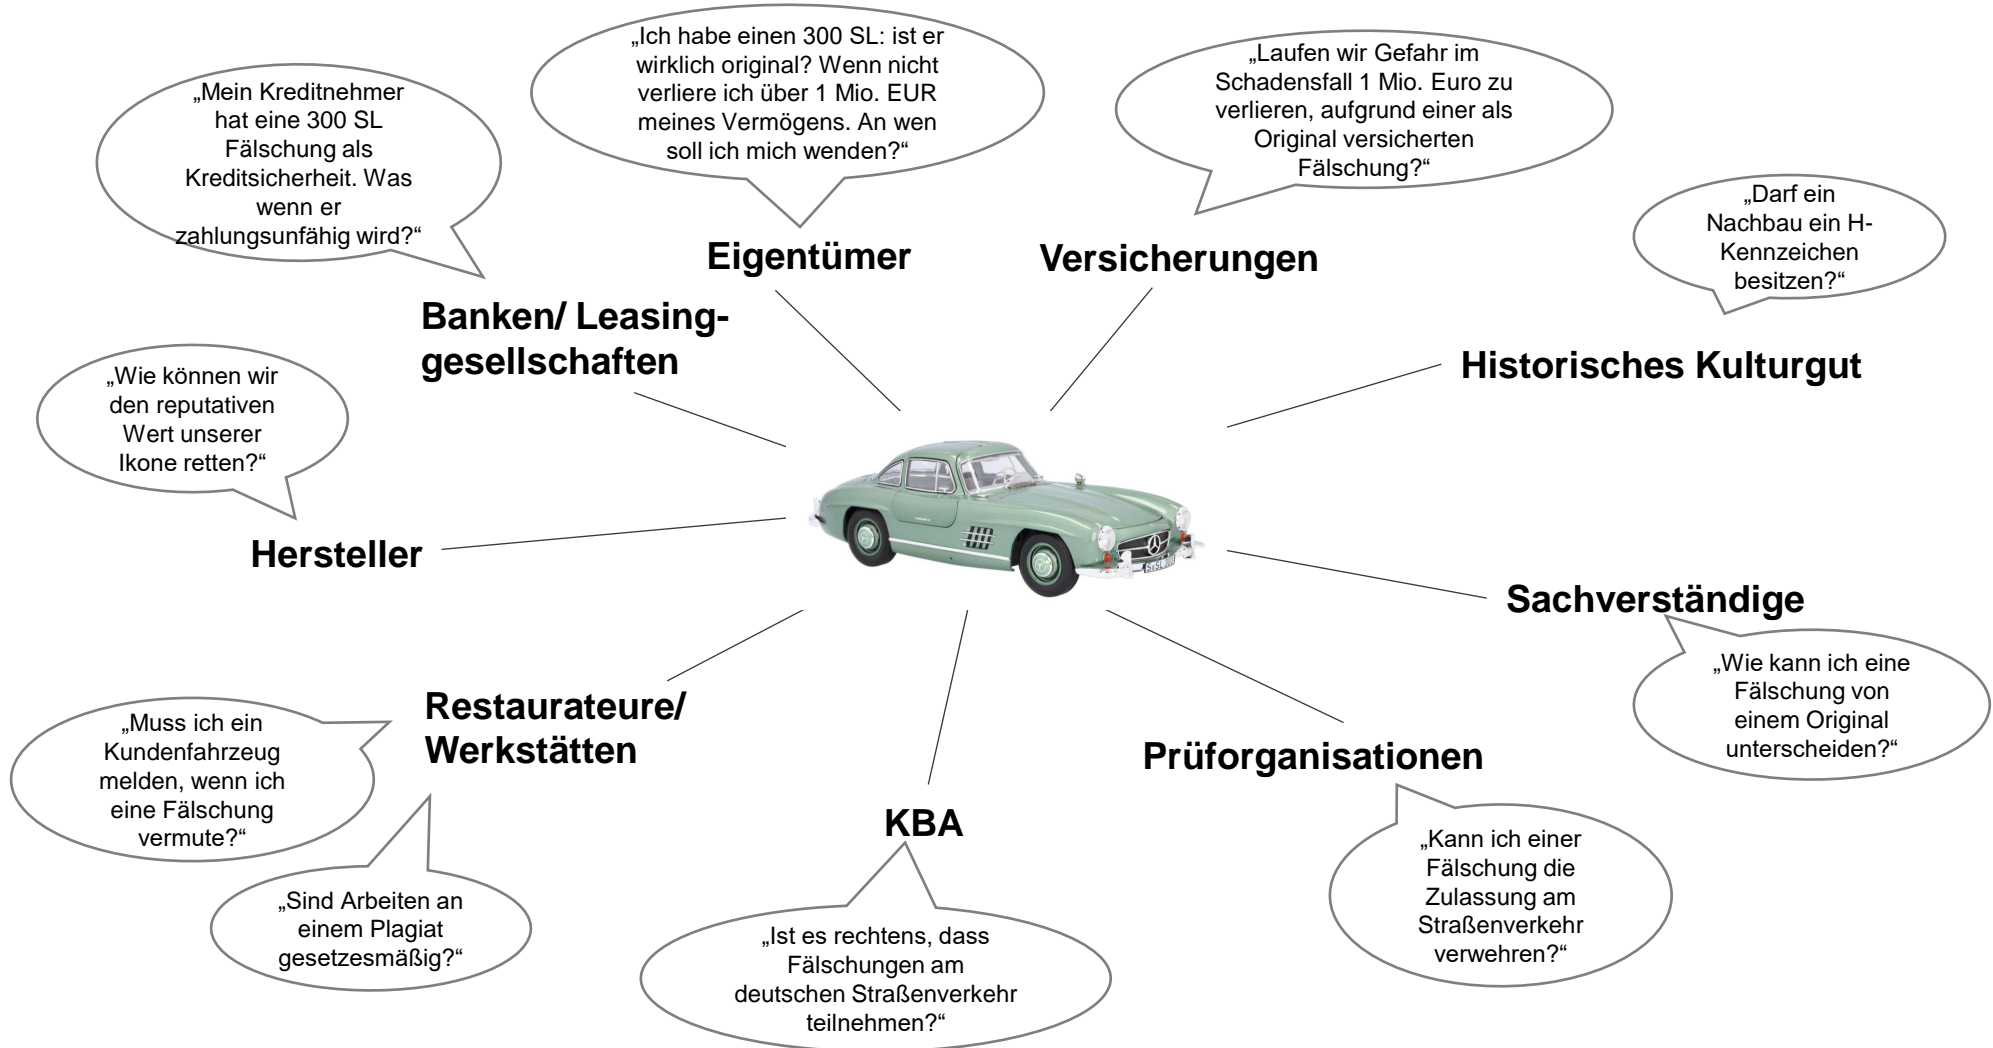 „Mein Kreditnehmer
hat eine 300 SL
Fälschung als
Kreditsicherheit. Was
wenn er
zahlungsunfähig wird?“
„Ich habe einen 300 SL: ist er
wirklich original? Wenn nicht
verliere ich über 1 Mio. EUR
meines Vermögens. An wen
soll ich mich wenden?“
„Laufen wir Gefahr im
Schadensfall 1 Mio. Euro zu
verlieren, aufgrund einer als
Original versicherten
Fälschung?“
„Darf ein
Nachbau ein H-
Kennzeichen
besitzen?“
Eigentümer
Versicherungen
Banken/ Leasing-
gesellschaften
Historisches Kulturgut
„Wie können wir
den reputativen
Wert unserer
Ikone retten?“
Hersteller
Sachverständige
„Wie kann ich eine
Fälschung von
einem Original
unterscheiden?“
Restaurateure/
Werkstätten
„Muss ich ein
Kundenfahrzeug
melden, wenn ich
eine Fälschung
vermute?“
„Sind Arbeiten an
einem Plagiat
gesetzesmäßig?“
KBA
„Ist es rechtens, dass
Fälschungen am
deutschen Straßenverkehr
teilnehmen?“
Prüforganisationen
„Kann ich einer
Fälschung die
Zulassung am
Straßenverkehr
verwehren?“